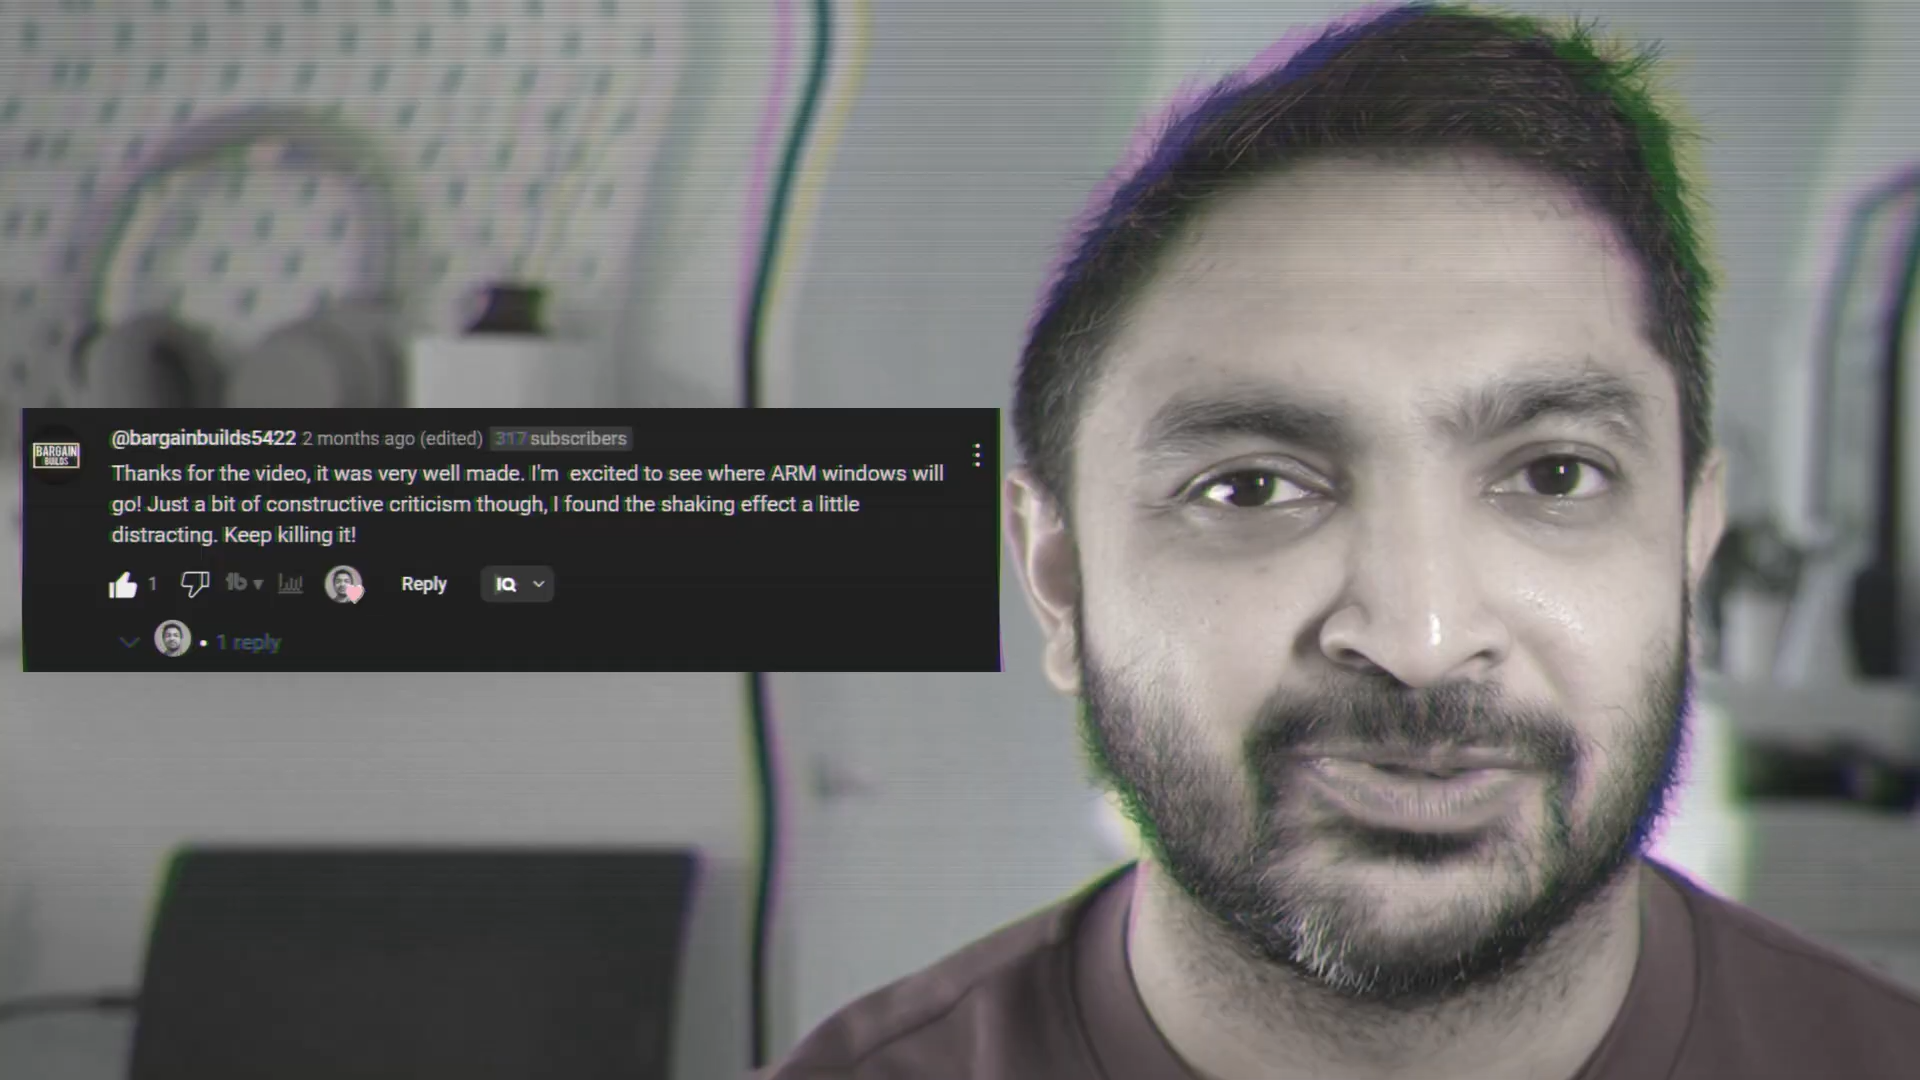 @bargainbuilds5422 2 months ago (edited) 317 subscribers
BARGAIN
BUILDS
Thanks for the video, it was very well made. I'm excited to see where ARM windows will
go! Just a bit of constructive criticism though, I found the shaking effect a little
distracting. Keep killing it!
1 tb Reply IQ
• 1 reply